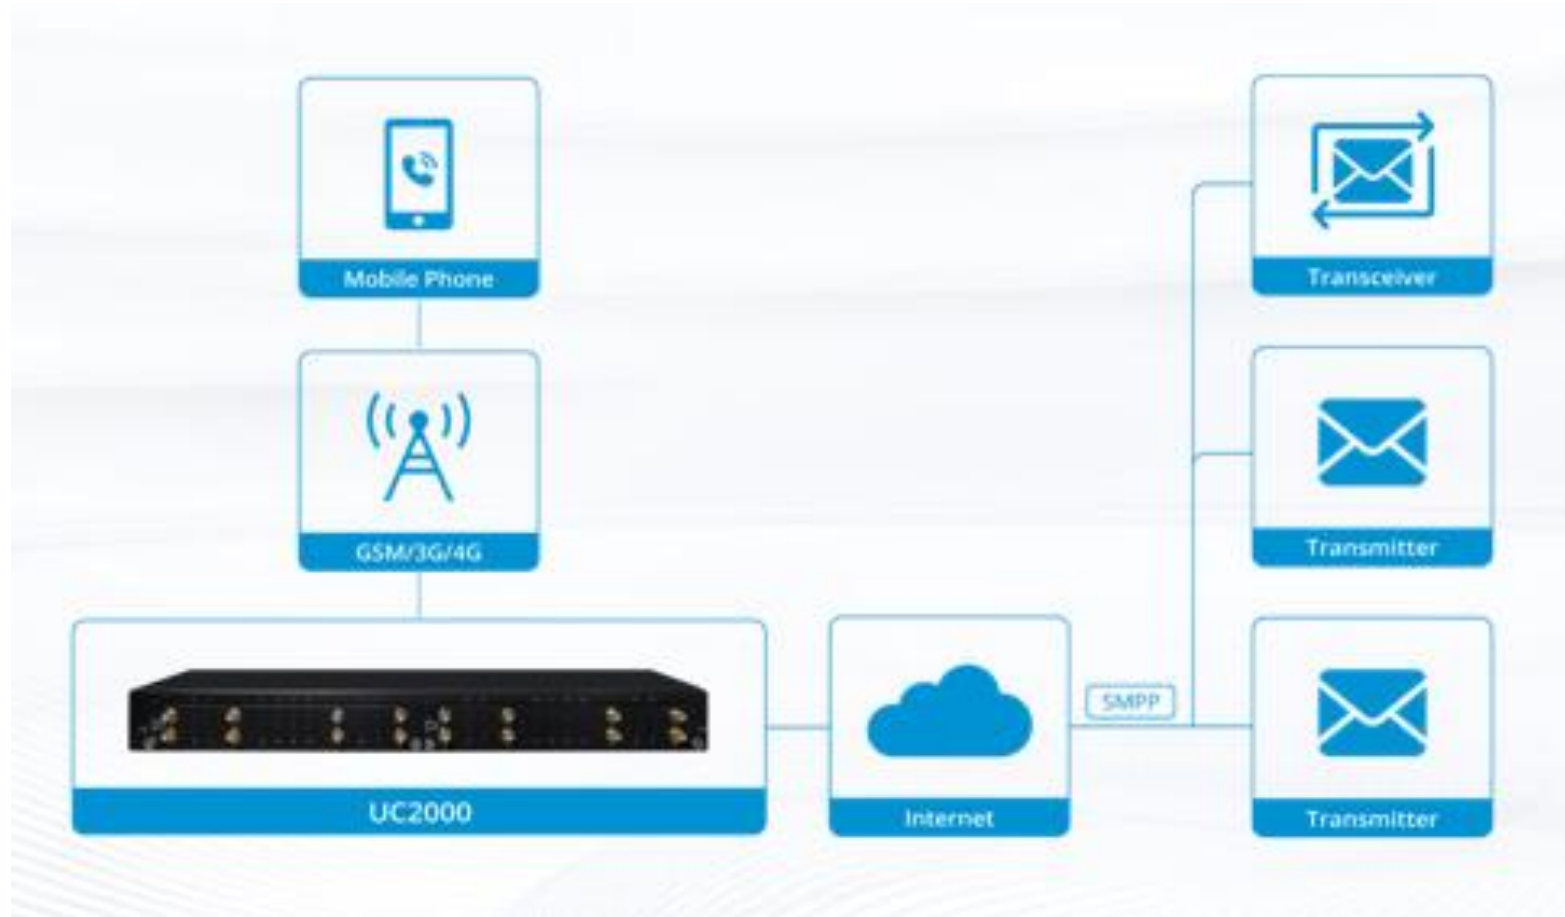 Mobile Phone
Transceiver
GSM/3G/4G
Transmitter
SMPP
UC2000
Internet
Transmitter